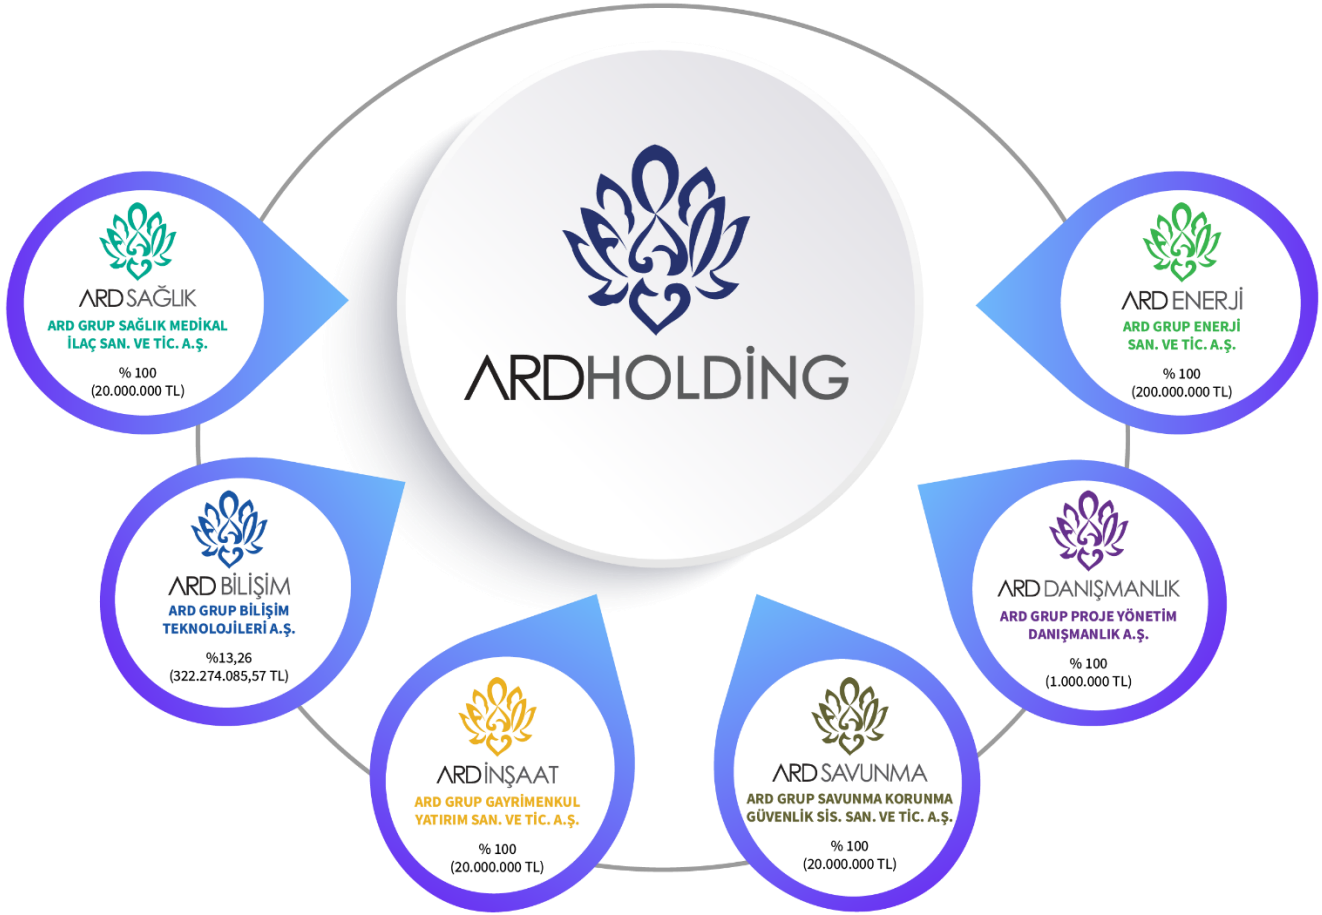 ARDHOLDİNG
ARD SAĞLIK
ARD GRUP SAĞLIK MEDİKAL
İLAÇ SAN. VE TİC. A.Ş.
% 100
(20.000.000 TL)
ARD BİLİŞİM
ARD GRUP BİLİŞİM
TEKNOLOJİLERİ A.Ş.
%13,26
(322.274.085,57 TL)
ARD İNŞAAT
ARD GRUP GAYRİMENKUL
YATIRIM SAN. VE TİC. A.Ş.
% 100
(20.000.000 TL)
ARD SAVUNMA
ARD GRUP SAVUNMA KORUNMA
GÜVENLİK SİS. SAN. VE TİC. A.Ş.
% 100
(20.000.000 TL)
ARD DANIŞMANLIK
ARD GRUP PROJE YÖNETİM
DANIŞMANLIK A.Ş.
% 100
(1.000.000 TL)
ARD ENERJİ
ARD GRUP ENERJİ
SAN. VE TİC. A.Ş.
% 100
(200.000.000 TL)